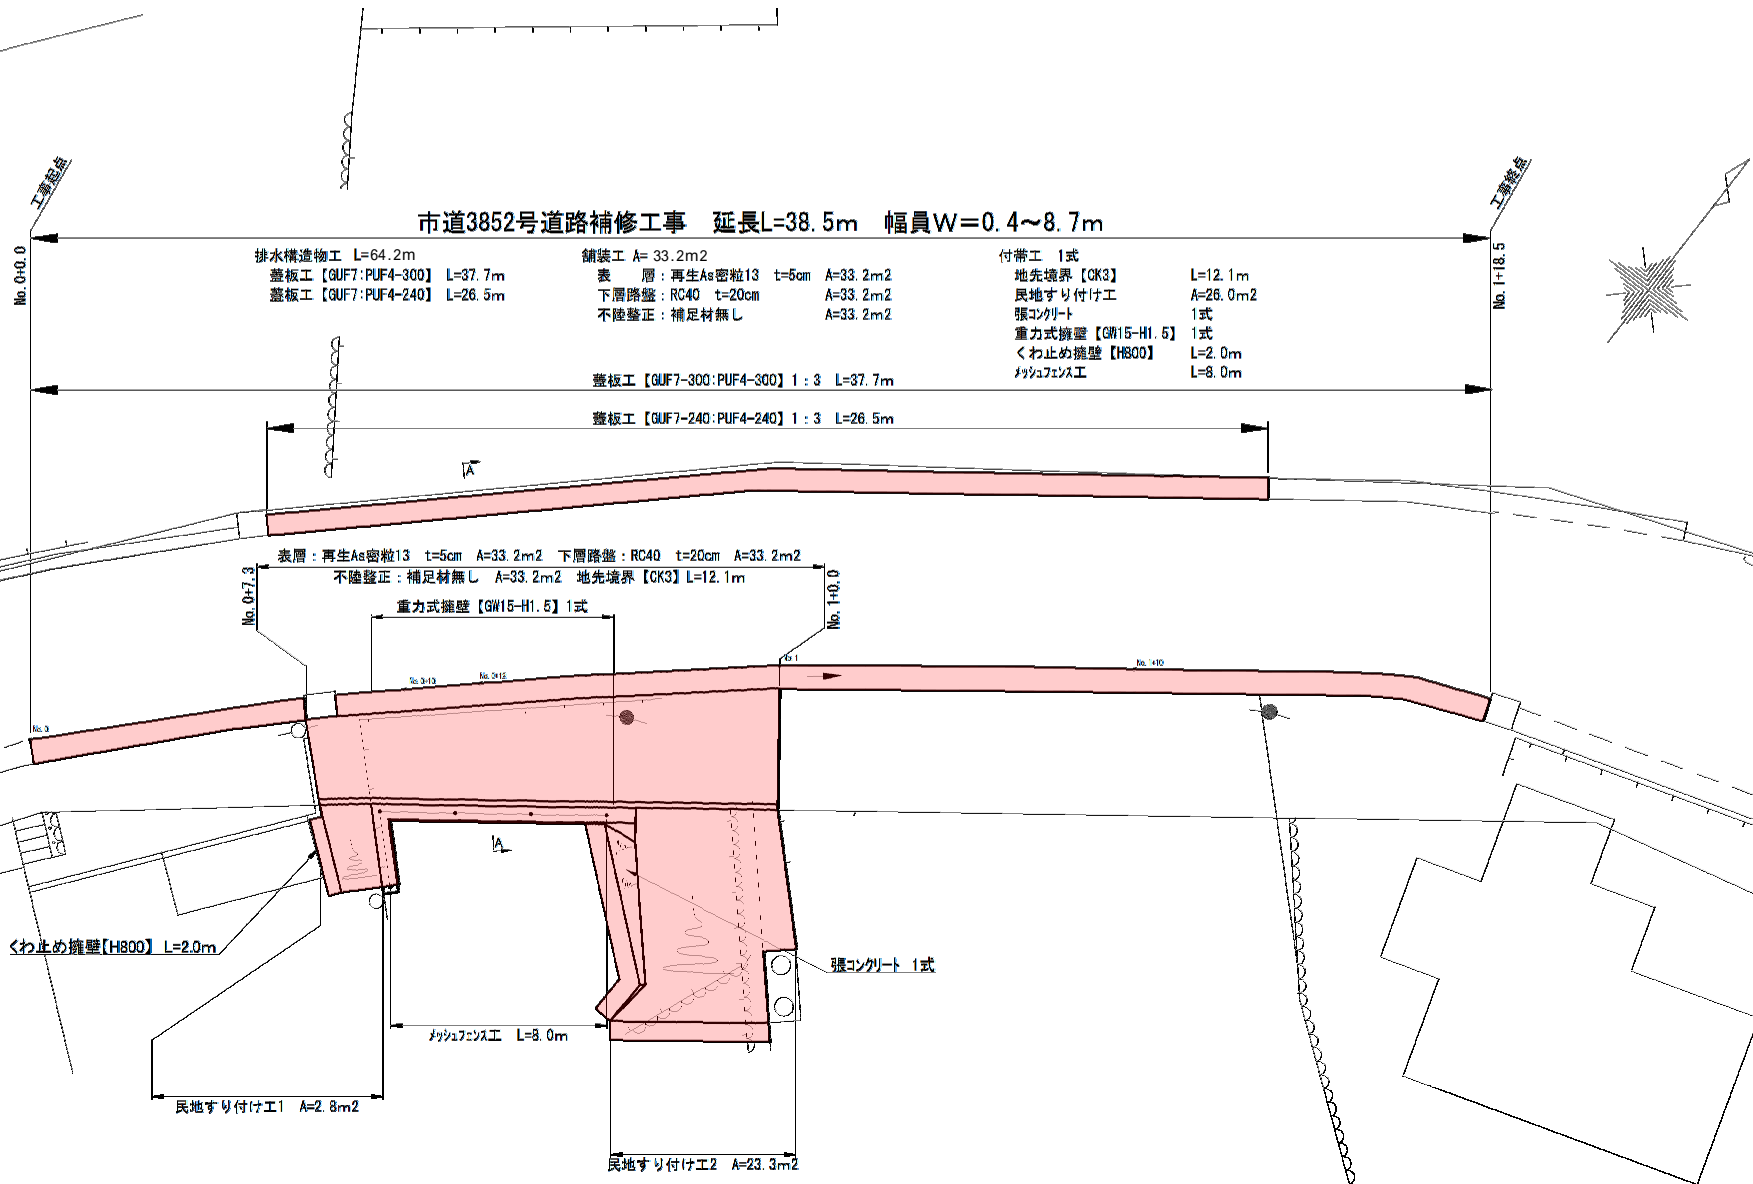 工事起点
工事終点
No.0+0.0
No.1+18.5
市道3852号道路補修工事 延長L=38.5m 幅員W=0.4～8.7m
排水構造物工 L=64.2m
蓋板工【GUF7:PUF4-300】 L=37.7m
蓋板工【GUF7:PUF4-240】 L=26.5m
舗装工 A= 33.2m2
表 層：再生As密粒13 t=5cm A=33.2m2
下層路盤：RC40 t=20cm A=33.2m2
不陸整正：補足材無し A=33.2m2
付帯工 1式
地先境界【CK3】 L=12.1m
民地すり付け工 A=26.0m2
張コンクリート 1式
重力式擁壁【GW15-H1.5】 1式
くわ止め擁壁【H800】 L=2.0m
メッシュフェンス工 L=8.0m
蓋板工【GUF7-300:PUF4-300】1：3 L=37.7m
蓋板工【GUF7-240:PUF4-240】1：3 L=26.5m
A
表層：再生As密粒13 t=5cm A=33.2m2 下層路盤：RC40 t=20cm A=33.2m2
不陸整正：補足材無し A=33.2m2 地先境界【CK3】L=12.1m
No.0+7.3
No.1+0.0
重力式擁壁【GW15-H1.5】1式
No.0
No.0+10
No.0+12
No.1
No.1+10
A
くわ止め擁壁【H800】 L=2.0m
張コンクリート 1式
メッシュフェンス工 L=8.0m
民地すり付け工1 A=2.8m2
民地すり付け工2 A=23.3m2